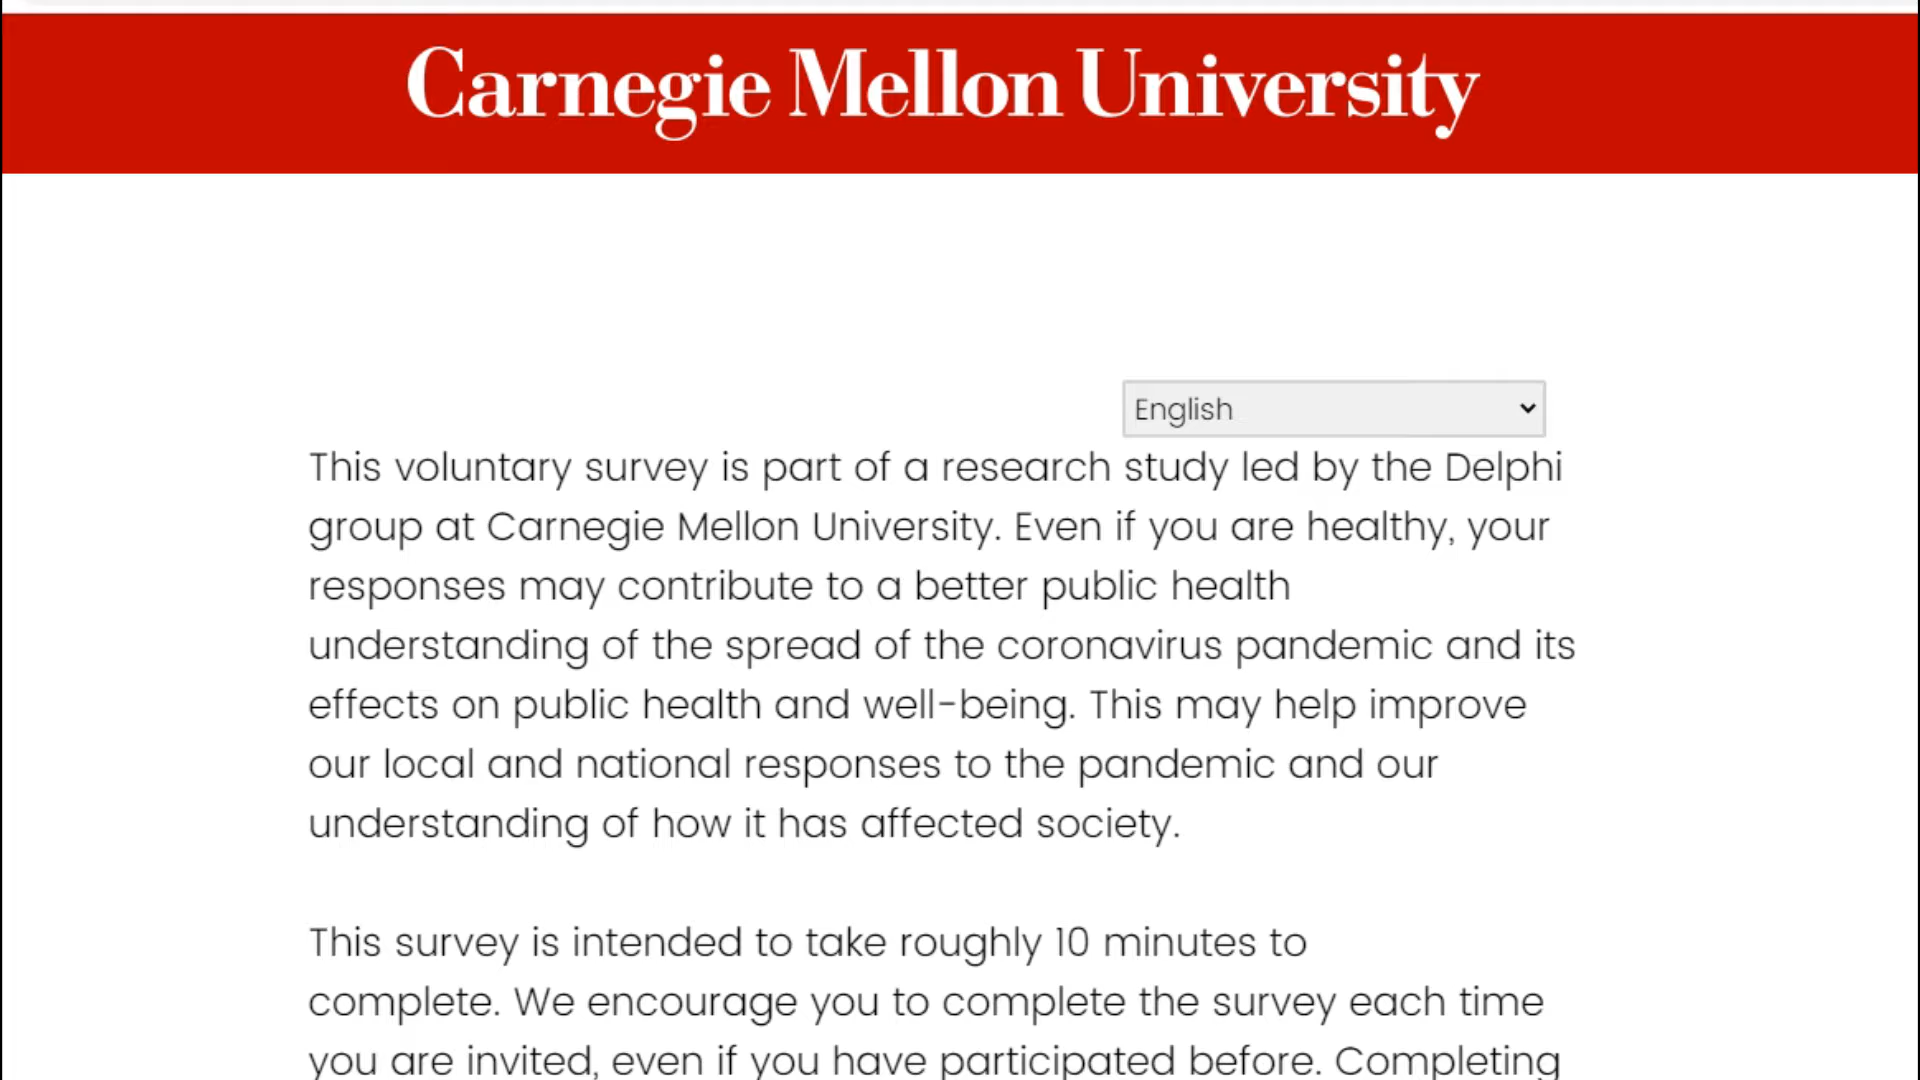 Carnegie Mellon University
English
This voluntary survey is part of a research study led by the Delphi
group at Carnegie Mellon University. Even if you are healthy, your
responses may contribute to a better public health
understanding of the spread of the coronavirus pandemic and its
effects on public health and well-being. This may help improve
our local and national responses to the pandemic and our
understanding of how it has affected society.
This survey is intended to take roughly 10 minutes to
complete. We encourage you to complete the survey each time
you are invited, even if you have participated before. Completing